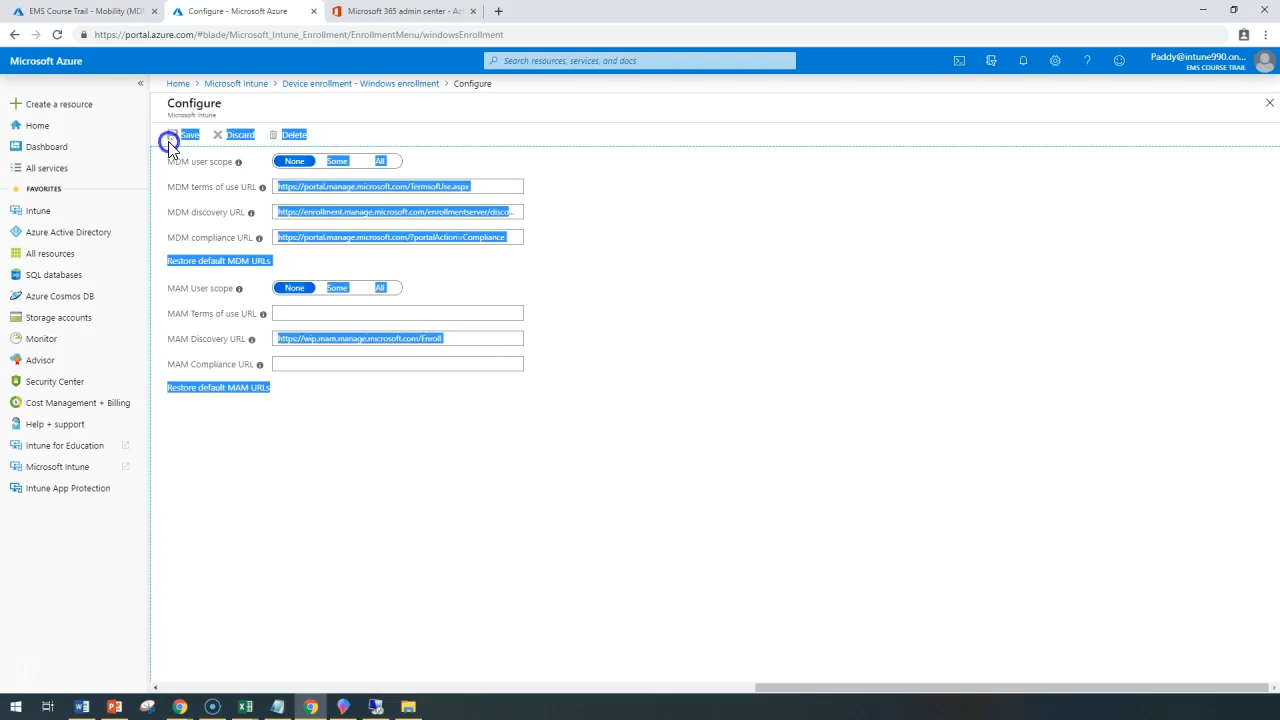 EMS Course Trail - Mobility (MDM
Configure - Microsoft Azure
Microsoft 365 admin center - Ac
https://portal.azure.com/#blade/Microsoft_Intune_Enrollment/EnrollmentMenu/windowsEnrollment
Microsoft Azure
Search resources, services, and docs
Paddy@intune990.on...
EMS COURSE TRAIL
Home > Microsoft Intune > Device enrollment - Windows enrollment > Configure
Configure
Microsoft Intune
Save Discard Delete
MDM user scope None Some All
MDM terms of use URL https://portal.manage.microsoft.com/TermsofUse.aspx
MDM discovery URL https://enrollment.manage.microsoft.com/enrollmentserver/disco...
MDM compliance URL https://portal.manage.microsoft.com/?portalAction=Compliance
Restore default MDM URLs
MAM User scope None Some All
MAM Terms of use URL
MAM Discovery URL https://wip.mam.manage.microsoft.com/Enroll
MAM Compliance URL
Restore default MAM URLs
Create a resource
Home
Dashboard
All services
FAVORITES
Intune
Azure Active Directory
All resources
SQL databases
Azure Cosmos DB
Storage accounts
Monitor
Advisor
Security Center
Cost Management + Billing
Help + support
Intune for Education
Microsoft Intune
Intune App Protection